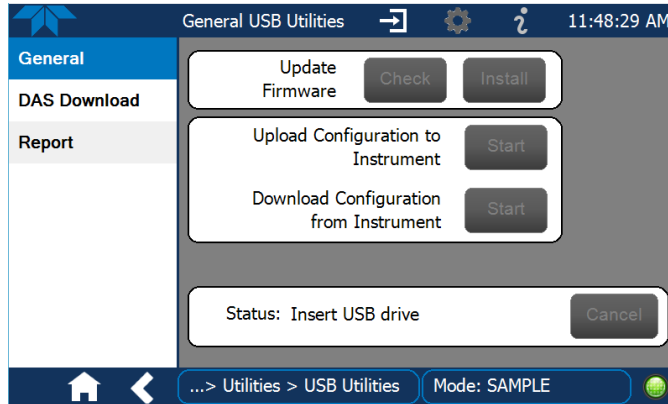 General USB Utilities
11:48:29 AM
General
DAS Download
Report
Update
Firmware
Check
Install
Upload Configuration to
Instrument
Start
Download Configuration
from Instrument
Start
Status: Insert USB drive
Cancel
...> Utilities > USB Utilities
Mode: SAMPLE